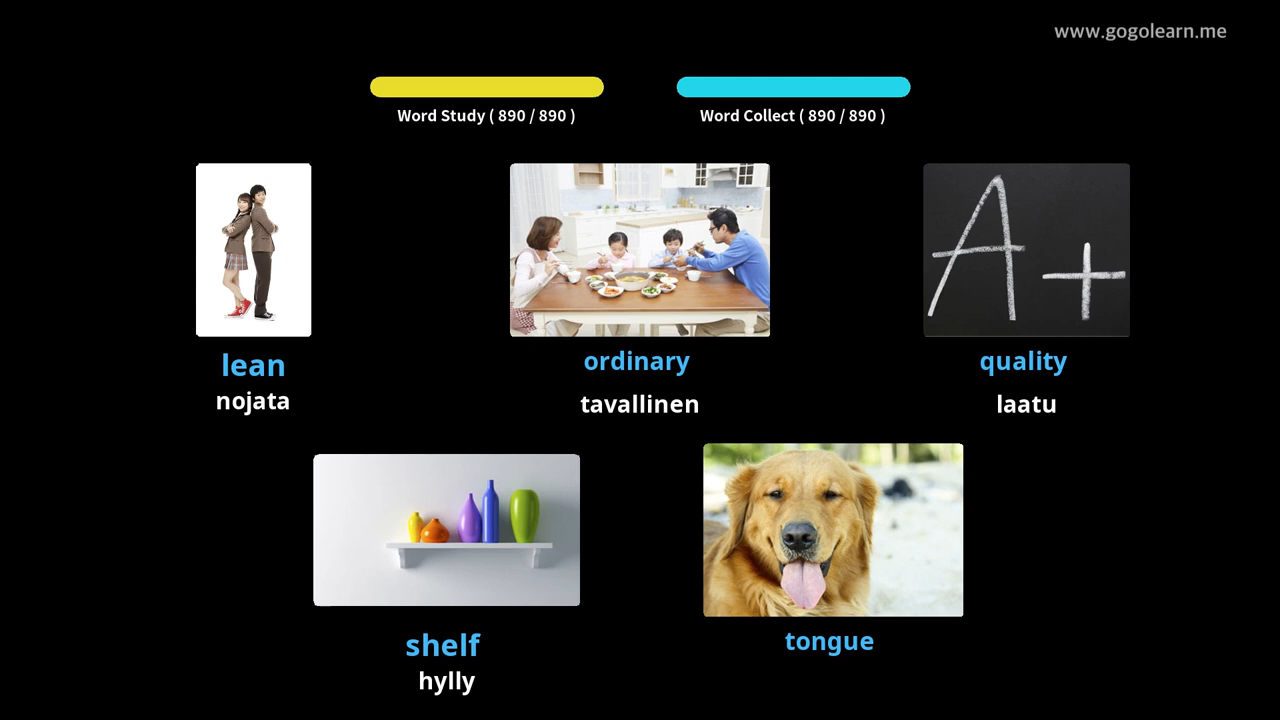 www.gogolearn.me
Word Study ( 890 / 890 )
Word Collect ( 890 / 890 )
A+
lean
nojata
ordinary
tavallinen
quality
laatu
shelf
hylly
tongue